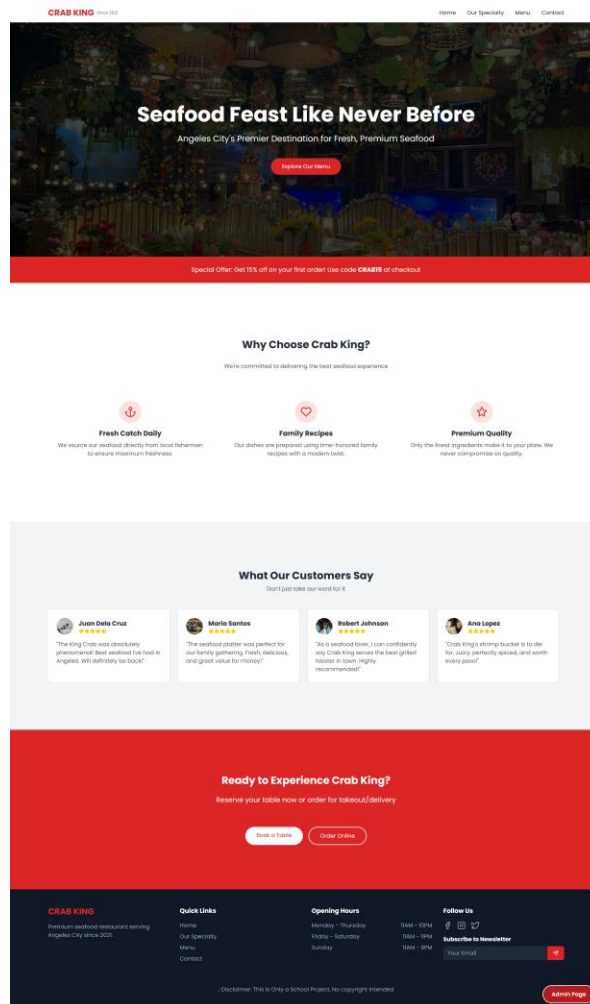 CRAB KING Since 2021
Home Our Specialty Menu Contact
Seafood Feast Like Never Before
Angeles City's Premier Destination for Fresh, Premium Seafood
Explore Our Menu
Special Offer: Get 15% off on your first order! Use code CRAB15 at checkout
Why Choose Crab King?
We're committed to delivering the best seafood experience
Fresh Catch Daily
We source our seafood directly from local fishermen
to ensure maximum freshness.
Family Recipes
Our dishes are prepared using time-honored family
recipes with a modern twist.
Premium Quality
Only the finest ingredients make it to your plate. We
never compromise on quality.
What Our Customers Say
Don't just take our word for it
Juan Dela Cruz
"The King Crab was absolutely
phenomenal! Best seafood I've had in
Angeles. Will definitely be back!"
Maria Santos
"The seafood platter was perfect for
our family gathering. Fresh, delicious,
and great value for money!"
Robert Johnson
"As a seafood lover, I can confidently
say Crab King serves the best grilled
lobster in town. Highly
recommended!"
Ana Lopez
"Crab King's shrimp bucket is to die
for. Juicy, perfectly spiced, and worth
every peso!"
Ready to Experience Crab King?
Reserve your table now or order for takeout/delivery
Book a Table
Order Online
CRAB KING
Premium seafood restaurant serving
Angeles City since 2021.
Quick Links
Home
Our Specialty
Menu
Contact
Opening Hours
Monday - Thursday 11AM - 10PM
Friday - Saturday 11AM - 11PM
Sunday 11AM - 9PM
Follow Us
Subscribe to Newsletter
Your Email
; Disclaimer: This is Only a School Project, No copyright intended
Admin Page